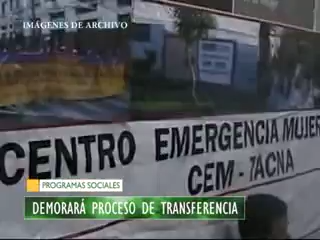 IMÁGENES DE ARCHIVO
CENTRO EMERGENCIA MUJER
CEM - TACNA
PROGRAMAS SOCIALES
DEMORARÁ PROCESO DE TRANSFERENCIA